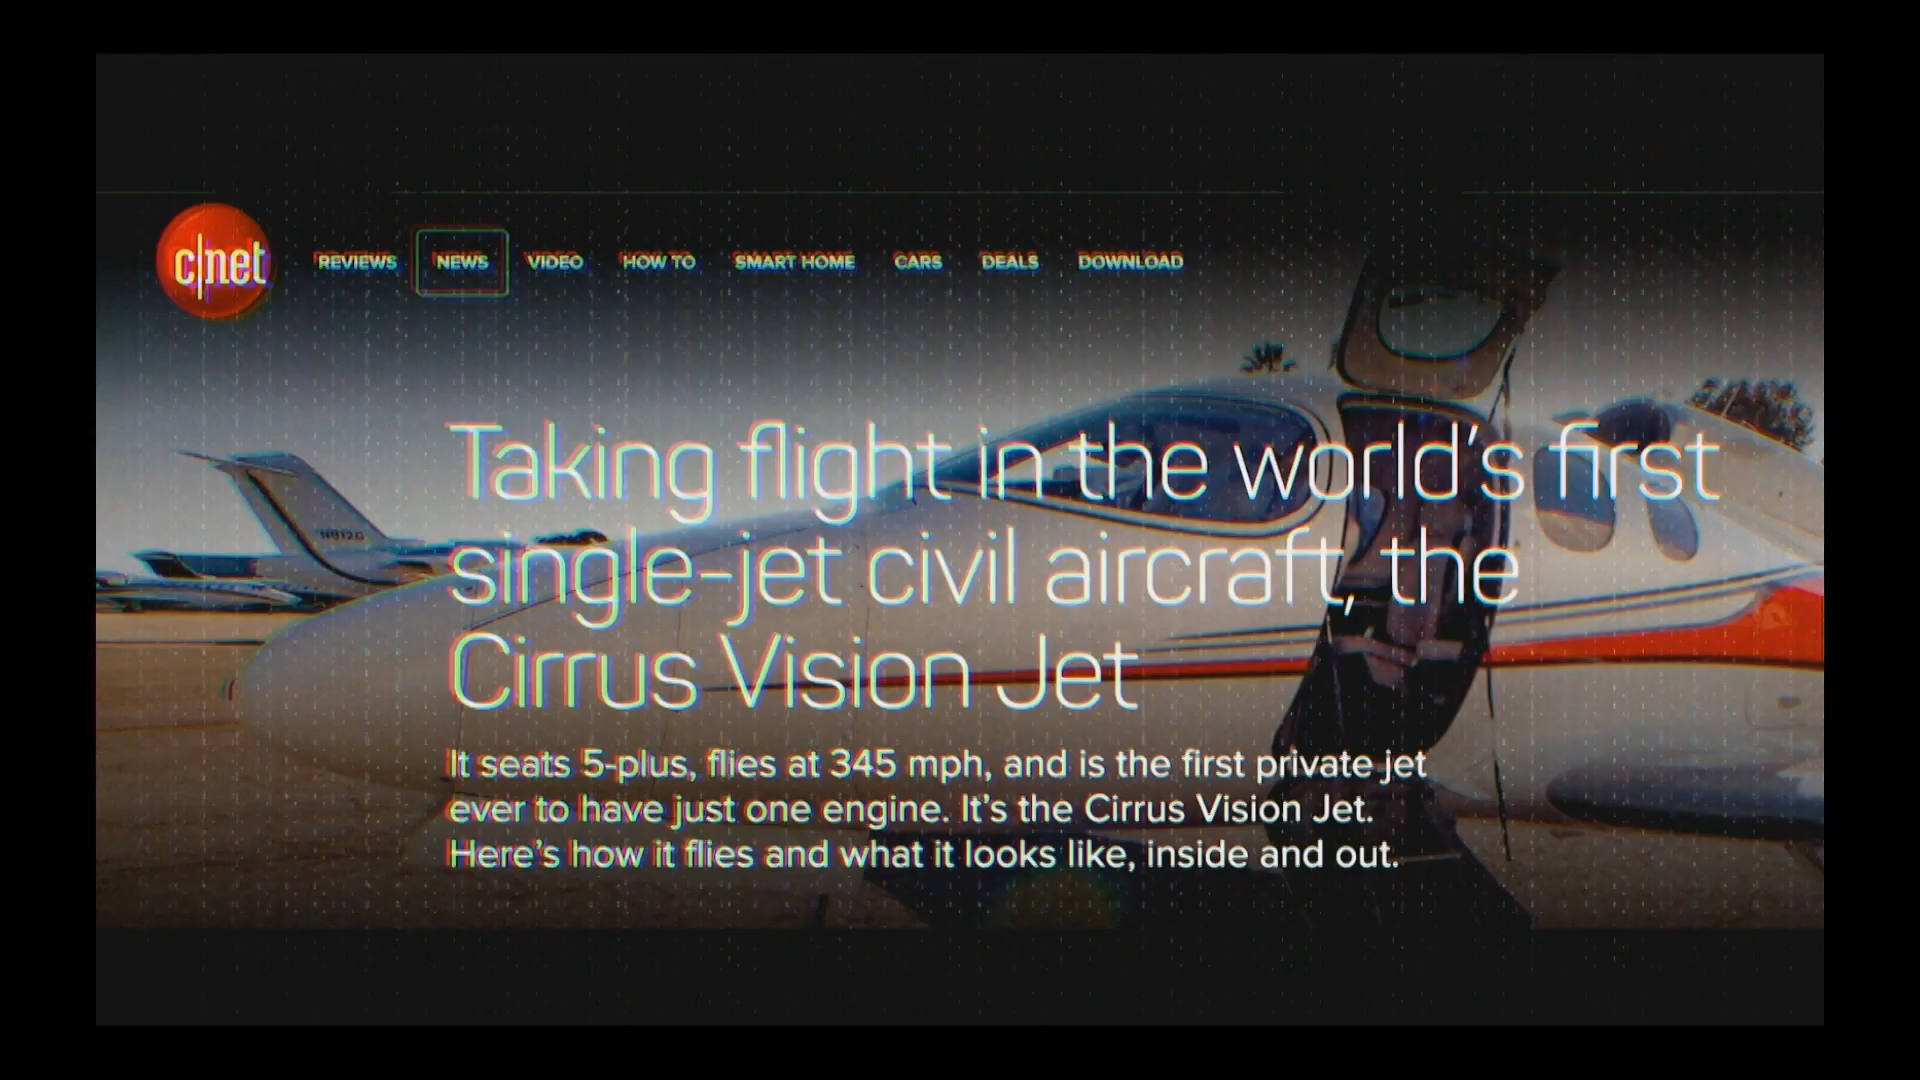 c|net
REVIEWS NEWS VIDEO HOW TO SMART HOME CARS DEALS DOWNLOAD
Taking flight in the world's first
single-jet civil aircraft, the
Cirrus Vision Jet
It seats 5-plus, flies at 345 mph, and is the first private jet
ever to have just one engine. It's the Cirrus Vision Jet.
Here's how it flies and what it looks like, inside and out.